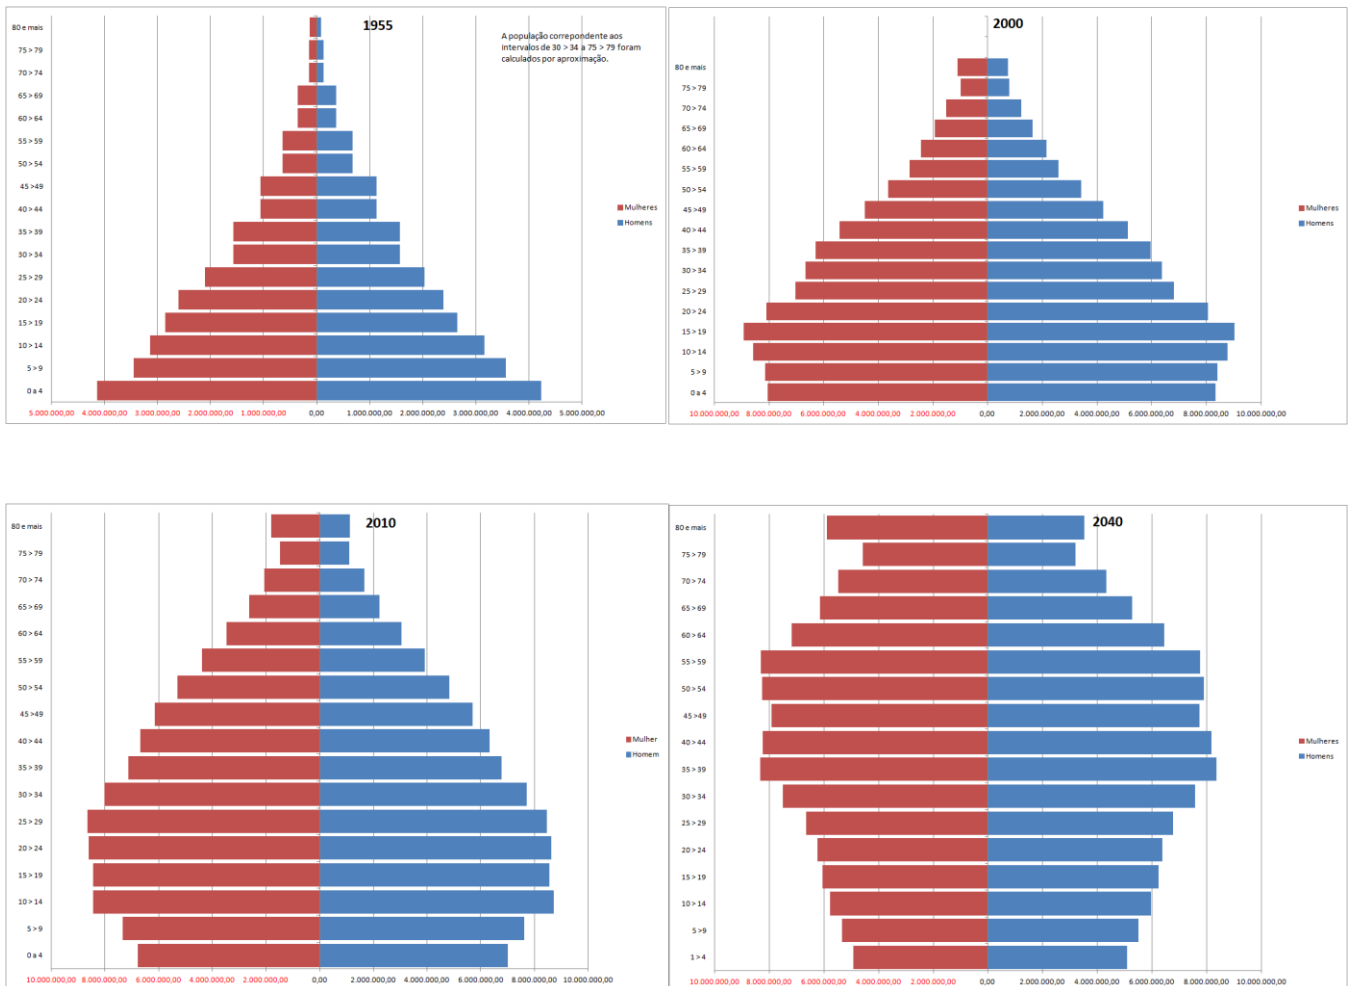 1955
A população correpondente aos
intervalos de 30 > 34 a 75 > 79 foram
calculados por aproximação.
80 e mais
75 > 79
70 > 74
65 > 69
60 > 64
55 > 59
50 > 54
45 >49
40 > 44
35 > 39
30 > 34
25 > 29
20 > 24
15 > 19
10 > 14
5 > 9
0 a 4
Mulheres
Homens
5.000.000,00 4.000.000,00 3.000.000,00 2.000.000,00 1.000.000,00 0,00 1.000.000,00 2.000.000,00 3.000.000,00 4.000.000,00 5.000.000,00
2000
80 e mais
75 > 79
70 > 74
65 > 69
60 > 64
55 > 59
50 > 54
45 >49
40 > 44
35 > 39
30 > 34
25 > 29
20 > 24
15 > 19
10 > 14
5 > 9
0 a 4
Mulheres
Homens
10.000.000,00 8.000.000,00 6.000.000,00 4.000.000,00 2.000.000,00 0,00 2.000.000,00 4.000.000,00 6.000.000,00 8.000.000,00 10.000.000,00
2010
80 e mais
75 > 79
70 > 74
65 > 69
60 > 64
55 > 59
50 > 54
45 >49
40 > 44
35 > 39
30 > 34
25 > 29
20 > 24
15 > 19
10 > 14
5 > 9
0 a 4
Mulher
Homem
10.000.000,00 8.000.000,00 6.000.000,00 4.000.000,00 2.000.000,00 0,00 2.000.000,00 4.000.000,00 6.000.000,00 8.000.000,00 10.000.000,00
2040
80 e mais
75 > 79
70 > 74
65 > 69
60 > 64
55 > 59
50 > 54
45 >49
40 > 44
35 > 39
30 > 34
25 > 29
20 > 24
15 > 19
10 > 14
5 >9
1 > 4
Mulheres
Homens
10.000.000,00 8.000.000,00 6.000.000,00 4.000.000,00 2.000.000,00 0,00 2.000.000,00 4.000.000,00 6.000.000,00 8.000.000,00 10.000.000,00